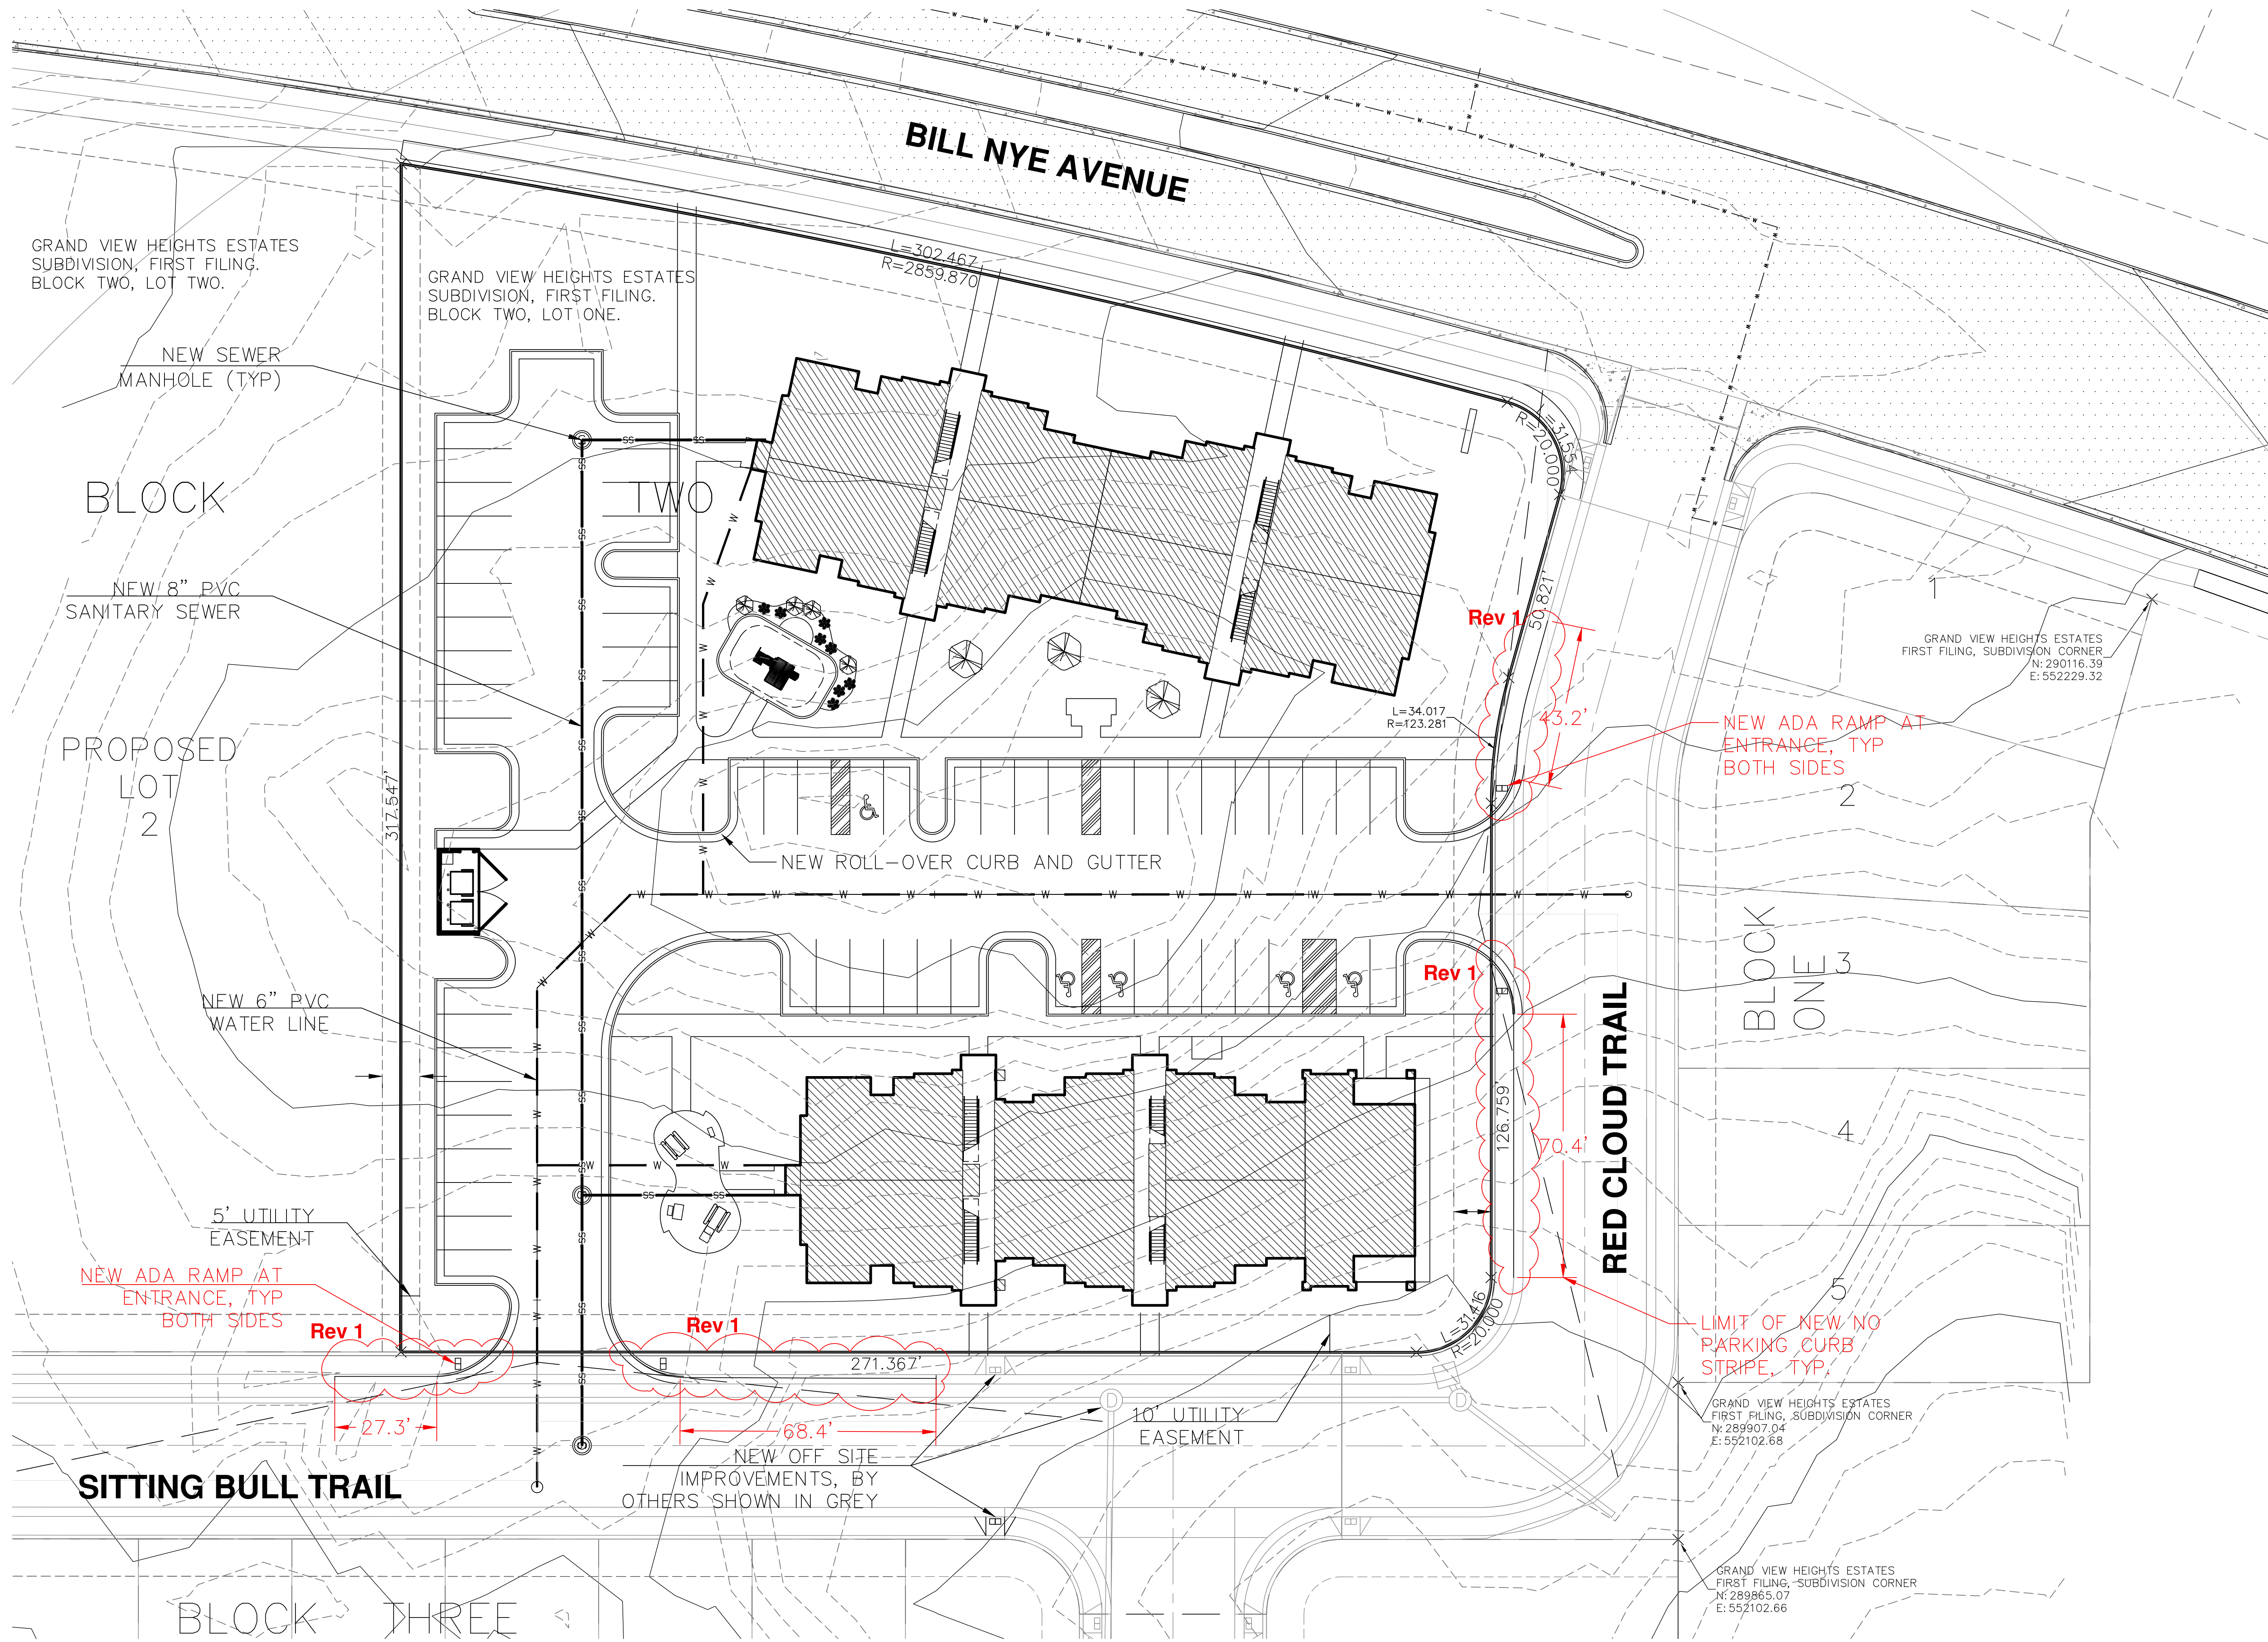 BILL NYE AVENUE
GRAND VIEW HEIGHTS ESTATES
SUBDIVISION, FIRST FILING.
BLOCK TWO, LOT TWO.
GRAND VIEW HEIGHTS ESTATES
SUBDIVISION, FIRST FILING.
BLOCK TWO, LOT ONE.
L=302.467
R=2859.870
NEW SEWER
MANHOLE (TYP)
L=31.554
R=20.000
BLOCK TWO
NEW 8" PVC
SANITARY SEWER
59.821'
Rev 1
1
GRAND VIEW HEIGHTS ESTATES
FIRST FILING, SUBDIVISION CORNER
N: 290116.39
E: 552229.32
L=34.017
R=123.281
43.2'
NEW ADA RAMP AT
ENTRANCE, TYP
BOTH SIDES
PROPOSED
LOT
2
317.547'
2
NEW ROLL-OVER CURB AND GUTTER
BLOCK
ONE
3
Rev 1
NEW 6" PVC
WATER LINE
RED CLOUD TRAIL
126.759'
70.4'
4
5' UTILITY
EASEMENT
NEW ADA RAMP AT
ENTRANCE, TYP
BOTH SIDES
Rev 1
Rev 1
5
L=31.416
R=20.000
LIMIT OF NEW NO
PARKING CURB
STRIPE, TYP.
271.367'
27.3'
68.4'
D
D
10' UTILITY
EASEMENT
GRAND VIEW HEIGHTS ESTATES
FIRST FILING, SUBDIVISION CORNER
N: 289907.04
E: 552102.68
NEW OFF SITE
IMPROVEMENTS, BY
OTHERS SHOWN IN GREY
SITTING BULL TRAIL
GRAND VIEW HEIGHTS ESTATES
FIRST FILING, SUBDIVISION CORNER
N: 289865.07
E: 552102.66
BLOCK THREE